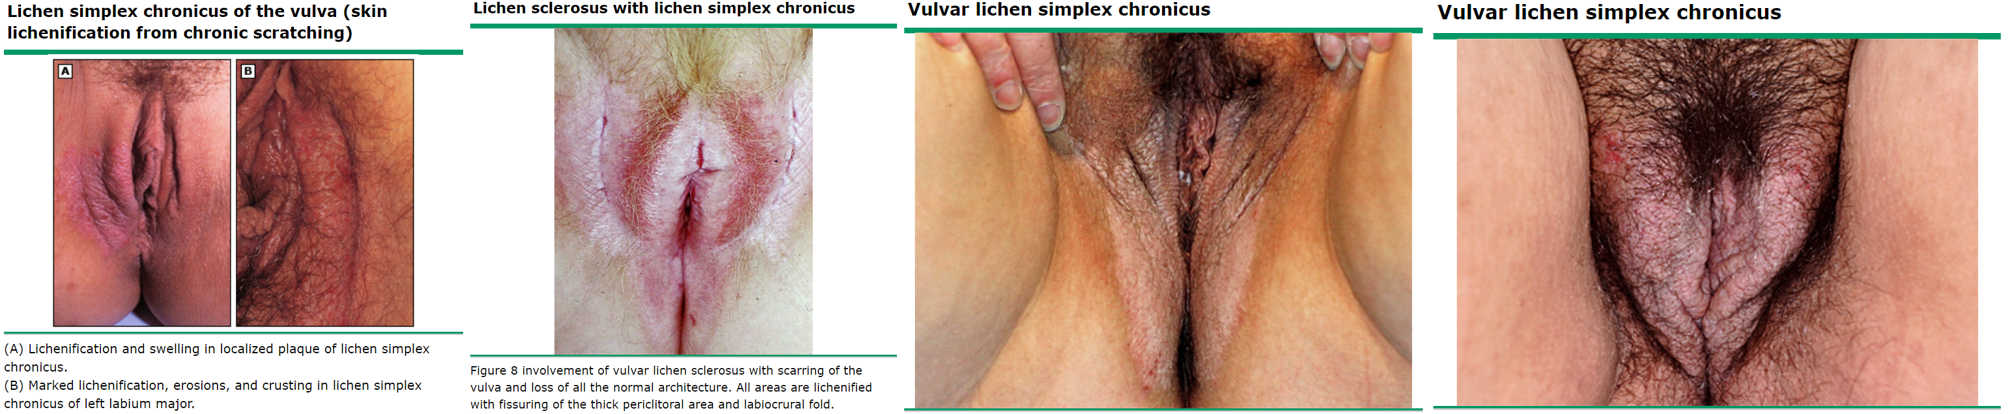 Lichen simplex chronicus of the vulva (skin
lichenification from chronic scratching)
A
B
(A) Lichenification and swelling in localized plaque of lichen simplex
chronicus.
(B) Marked lichenification, erosions, and crusting in lichen simplex
chronicus of left labium major.
Lichen sclerosus with lichen simplex chronicus
Figure 8 involvement of vulvar lichen sclerosus with scarring of the
vulva and loss of all the normal architecture. All areas are lichenified
with fissuring of the thick periclitoral area and labiocrural fold.
Vulvar lichen simplex chronicus
Vulvar lichen simplex chronicus